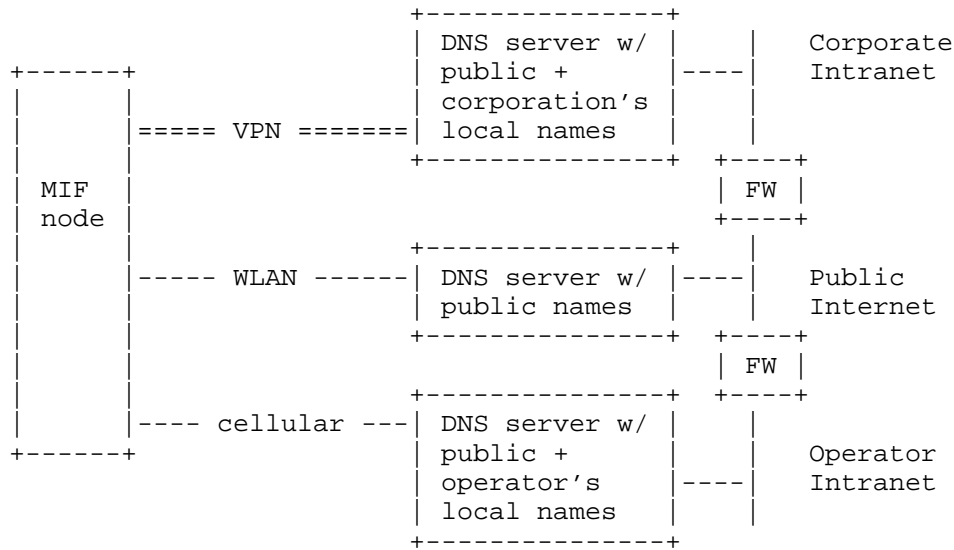 DNS server w/ Corporate
public + Intranet
corporation's
===== VPN ======= local names
MIF FW
node
----- WLAN ------ DNS server w/ ---- Public
public names Internet
FW
---- cellular --- DNS server w/
public + Operator
operator's ---- Intranet
local names